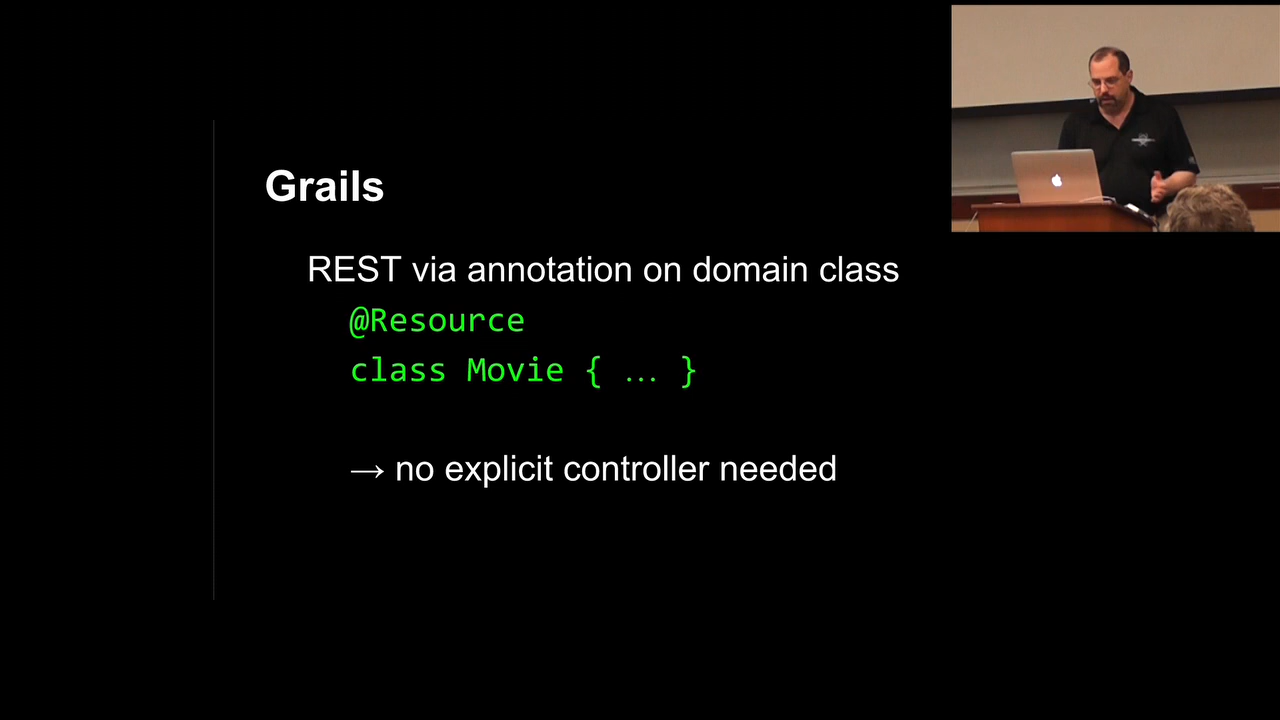 Grails
REST via annotation on domain class
@Resource
class Movie { ... }
→ no explicit controller needed